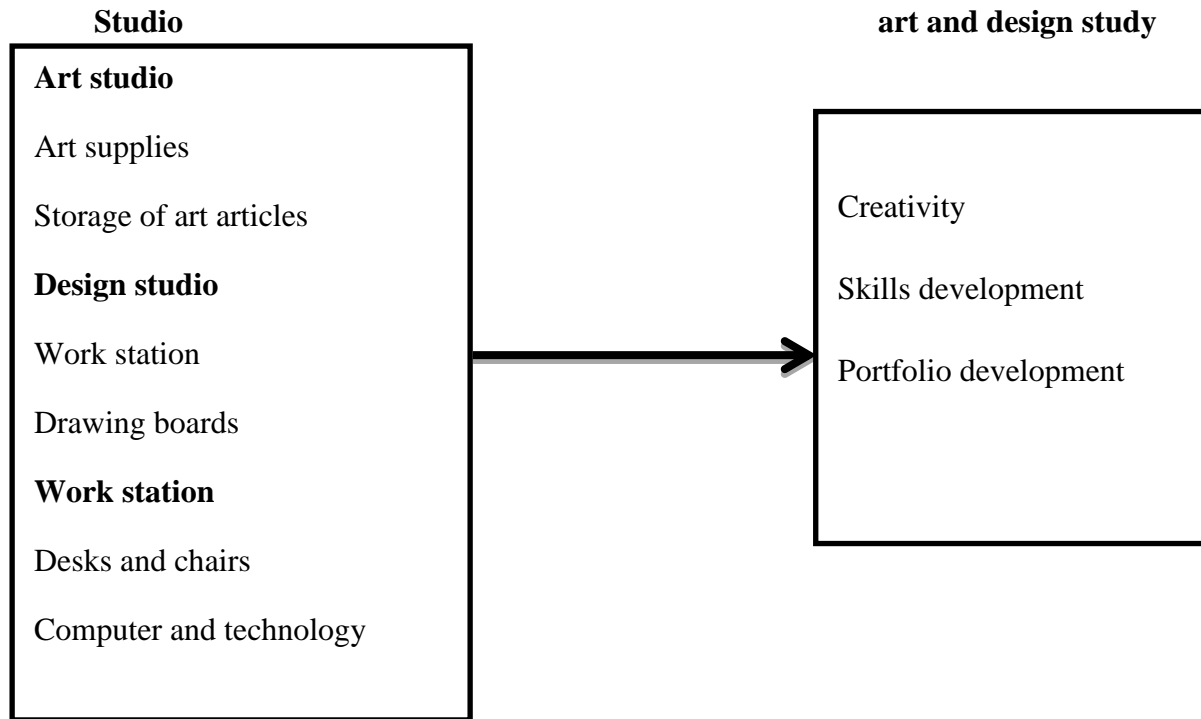 Studio
Art studio
Art supplies
Storage of art articles
Design studio
Work station
Drawing boards
Work station
Desks and chairs
Computer and technology
art and design study
Creativity
Skills development
Portfolio development